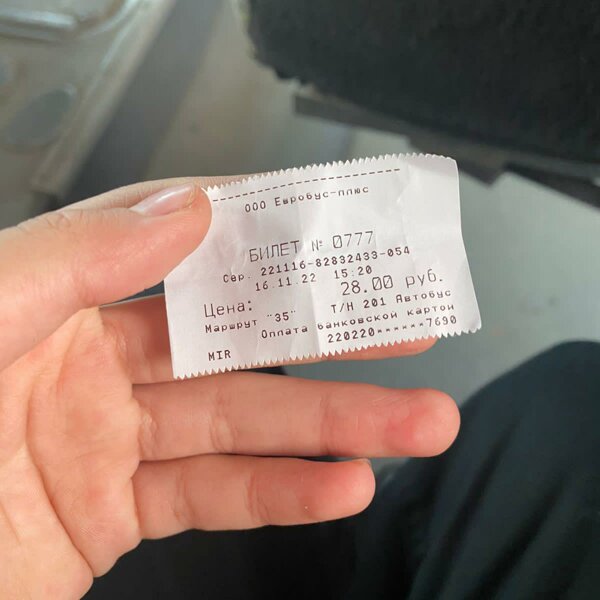 ООО Евробус-плюс
БИЛЕТ № 0777
Сер. 221116-82832433-054
16.11.22 15:20
Цена: 28.00 руб.
Маршрут "35" Т/Н 201 Автобус
Оплата банковской картой
MIR 220220******7690